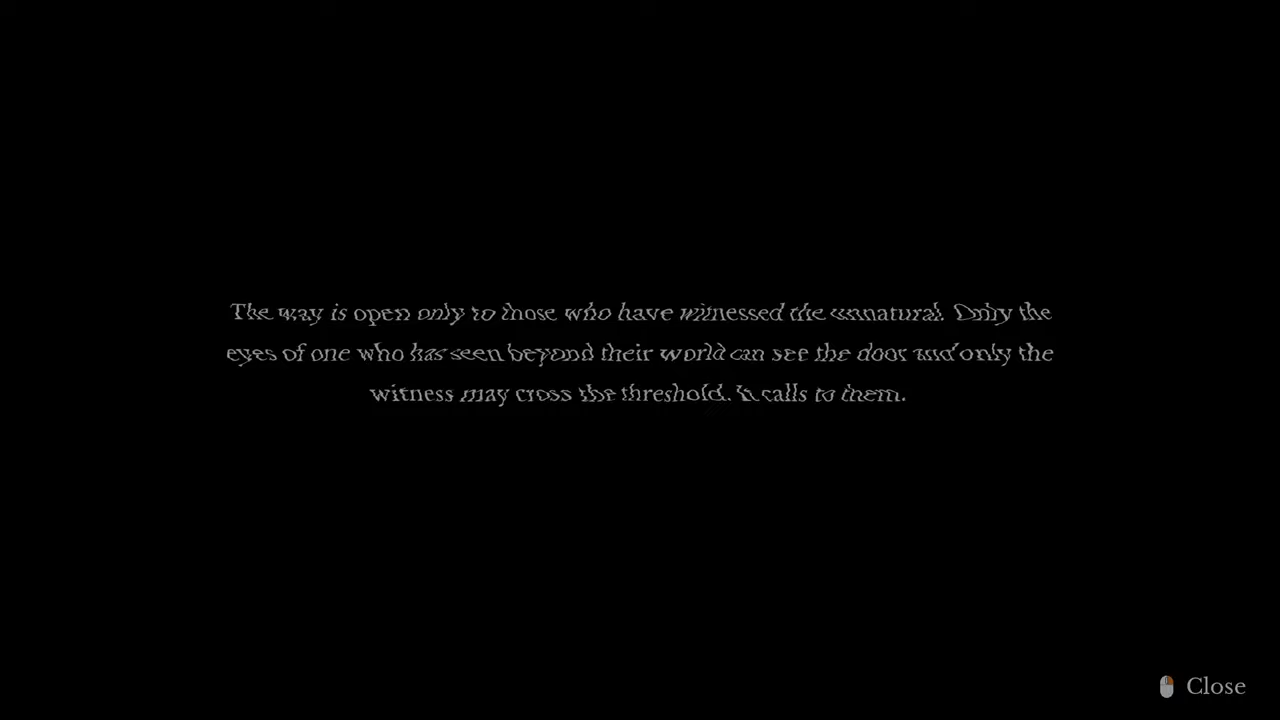 The way is open only to those who have witnessed the unnatural. Only the
eyes of one who has seen beyond their world can see the door and only the
witness may cross the threshold. It calls to them.
Close